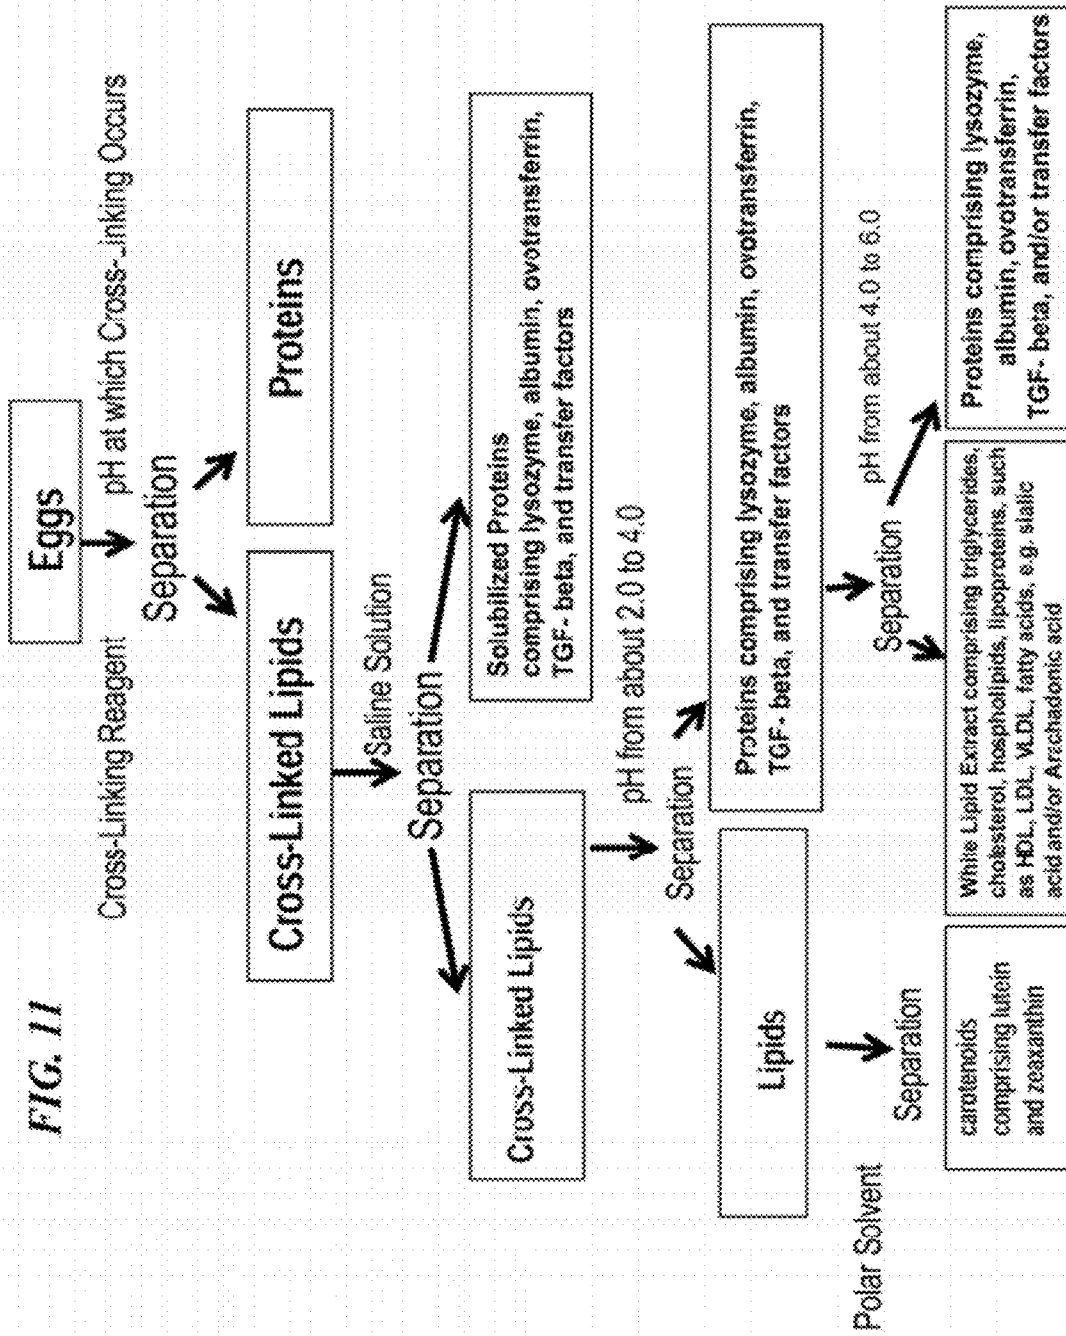 FIG. 11
Eggs
Cross-Linking Reagent
pH at which Cross-Linking Occurs
Separation
Cross-Linked Lipids
Proteins
Saline Solution
Separation
Cross-Linked Lipids
Solubilized Proteins
comprising lysozyme, albumin, ovotransferrin,
TGF- beta, and transfer factors
pH from about 2.0 to 4.0
Separation
Lipids
Proteins comprising lysozyme, albumin, ovotransferrin,
TGF- beta, and transfer factors
Polar Solvent
Separation
Separation
pH from about 4.0 to 6.0
carotenoids
comprising lutein
and zeaxanthin
While Lipid Extract comprising triglycerides,
cholesterol, hospholipids, lipoproteins, such
as HDL, LDL, VLDL, fatty acids, e.g. sialic
acid and/or Arachadonic acid
Proteins comprising lysozyme,
albumin, ovotransferrin,
TGF- beta, and/or transfer factors